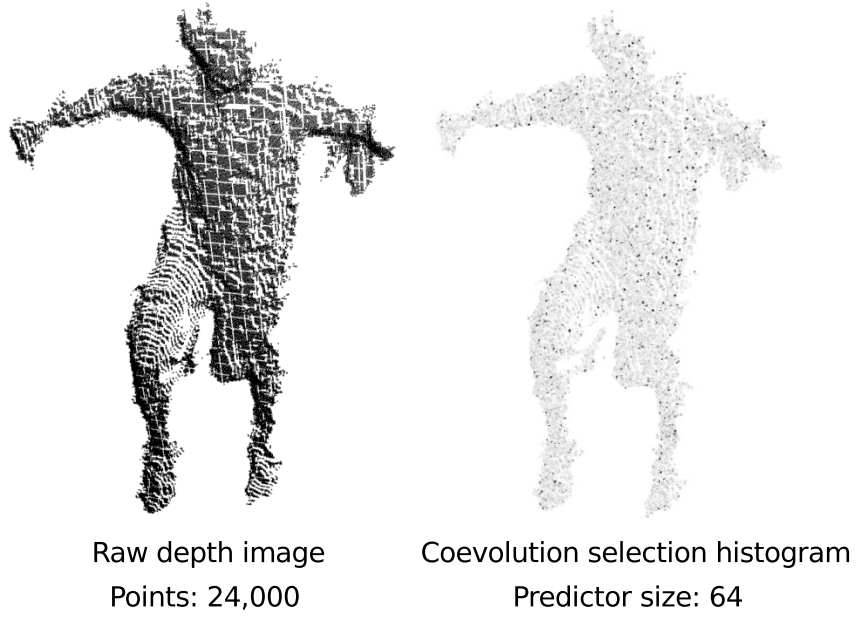 Raw depth image
Points: 24,000
Coevolution selection histogram
Predictor size: 64